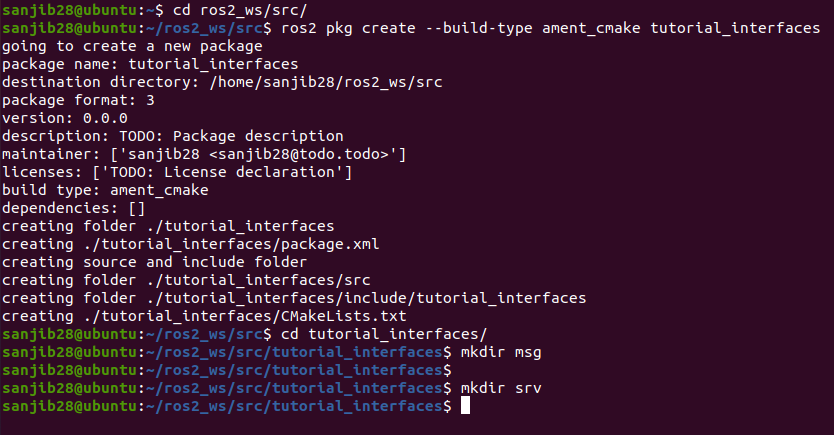 sanjib28@ubuntu:~$ cd ros2_ws/src/
sanjib28@ubuntu:~/ros2_ws/src$ ros2 pkg create --build-type ament_cmake tutorial_interfaces
going to create a new package
package name: tutorial_interfaces
destination directory: /home/sanjib28/ros2_ws/src
package format: 3
version: 0.0.0
description: TODO: Package description
maintainer: ['sanjib28 <sanjib28@todo.todo>']
licenses: ['TODO: License declaration']
build type: ament_cmake
dependencies: []
creating folder ./tutorial_interfaces
creating ./tutorial_interfaces/package.xml
creating source and include folder
creating folder ./tutorial_interfaces/src
creating folder ./tutorial_interfaces/include/tutorial_interfaces
creating ./tutorial_interfaces/CMakeLists.txt
sanjib28@ubuntu:~/ros2_ws/src$ cd tutorial_interfaces/
sanjib28@ubuntu:~/ros2_ws/src/tutorial_interfaces$ mkdir msg
sanjib28@ubuntu:~/ros2_ws/src/tutorial_interfaces$
sanjib28@ubuntu:~/ros2_ws/src/tutorial_interfaces$ mkdir srv
sanjib28@ubuntu:~/ros2_ws/src/tutorial_interfaces$